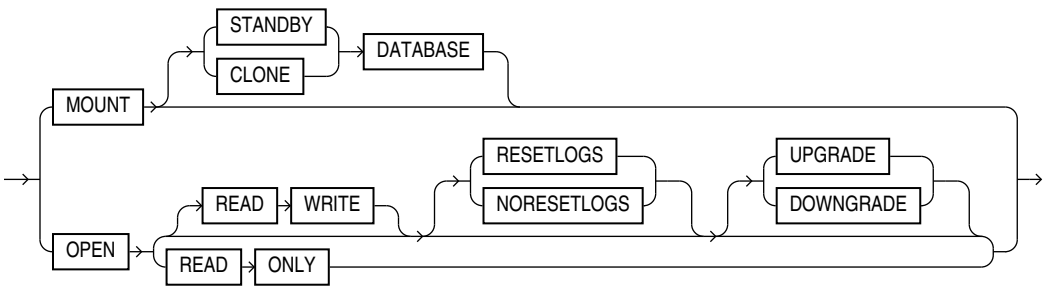 STANDBY
CLONE
DATABASE
MOUNT
RESETLOGS
NORESETLOGS
UPGRADE
DOWNGRADE
READ WRITE
OPEN
READ ONLY